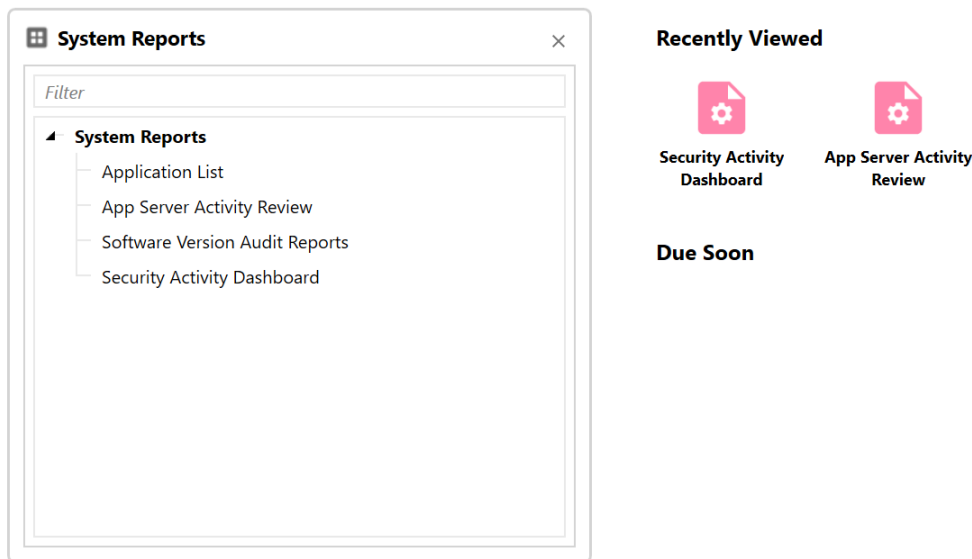 System Reports
Filter
System Reports
Application List
App Server Activity Review
Software Version Audit Reports
Security Activity Dashboard
Recently Viewed
Security Activity
Dashboard
App Server Activity
Review
Due Soon